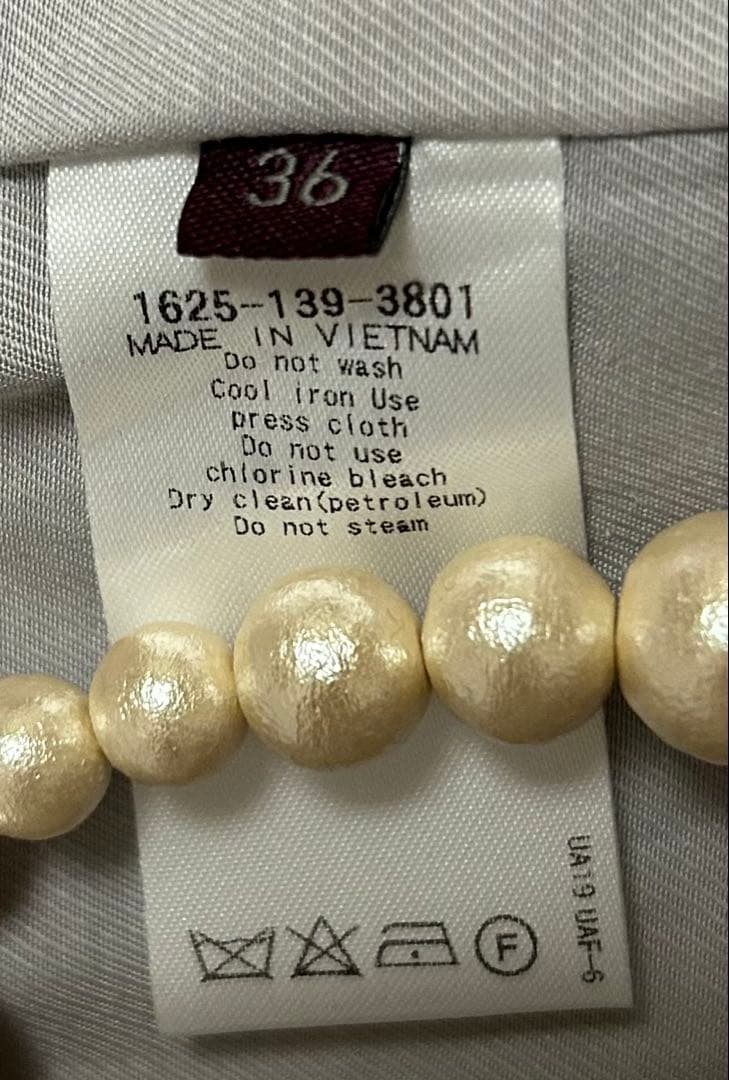 36
1625-139-3801
MADE IN VIETNAM
Do not wash
Cool iron Use
press cloth
Do not use
chlorine bleach
Dry clean(petroleum)
Do not steam
UA19 UAF-6
F